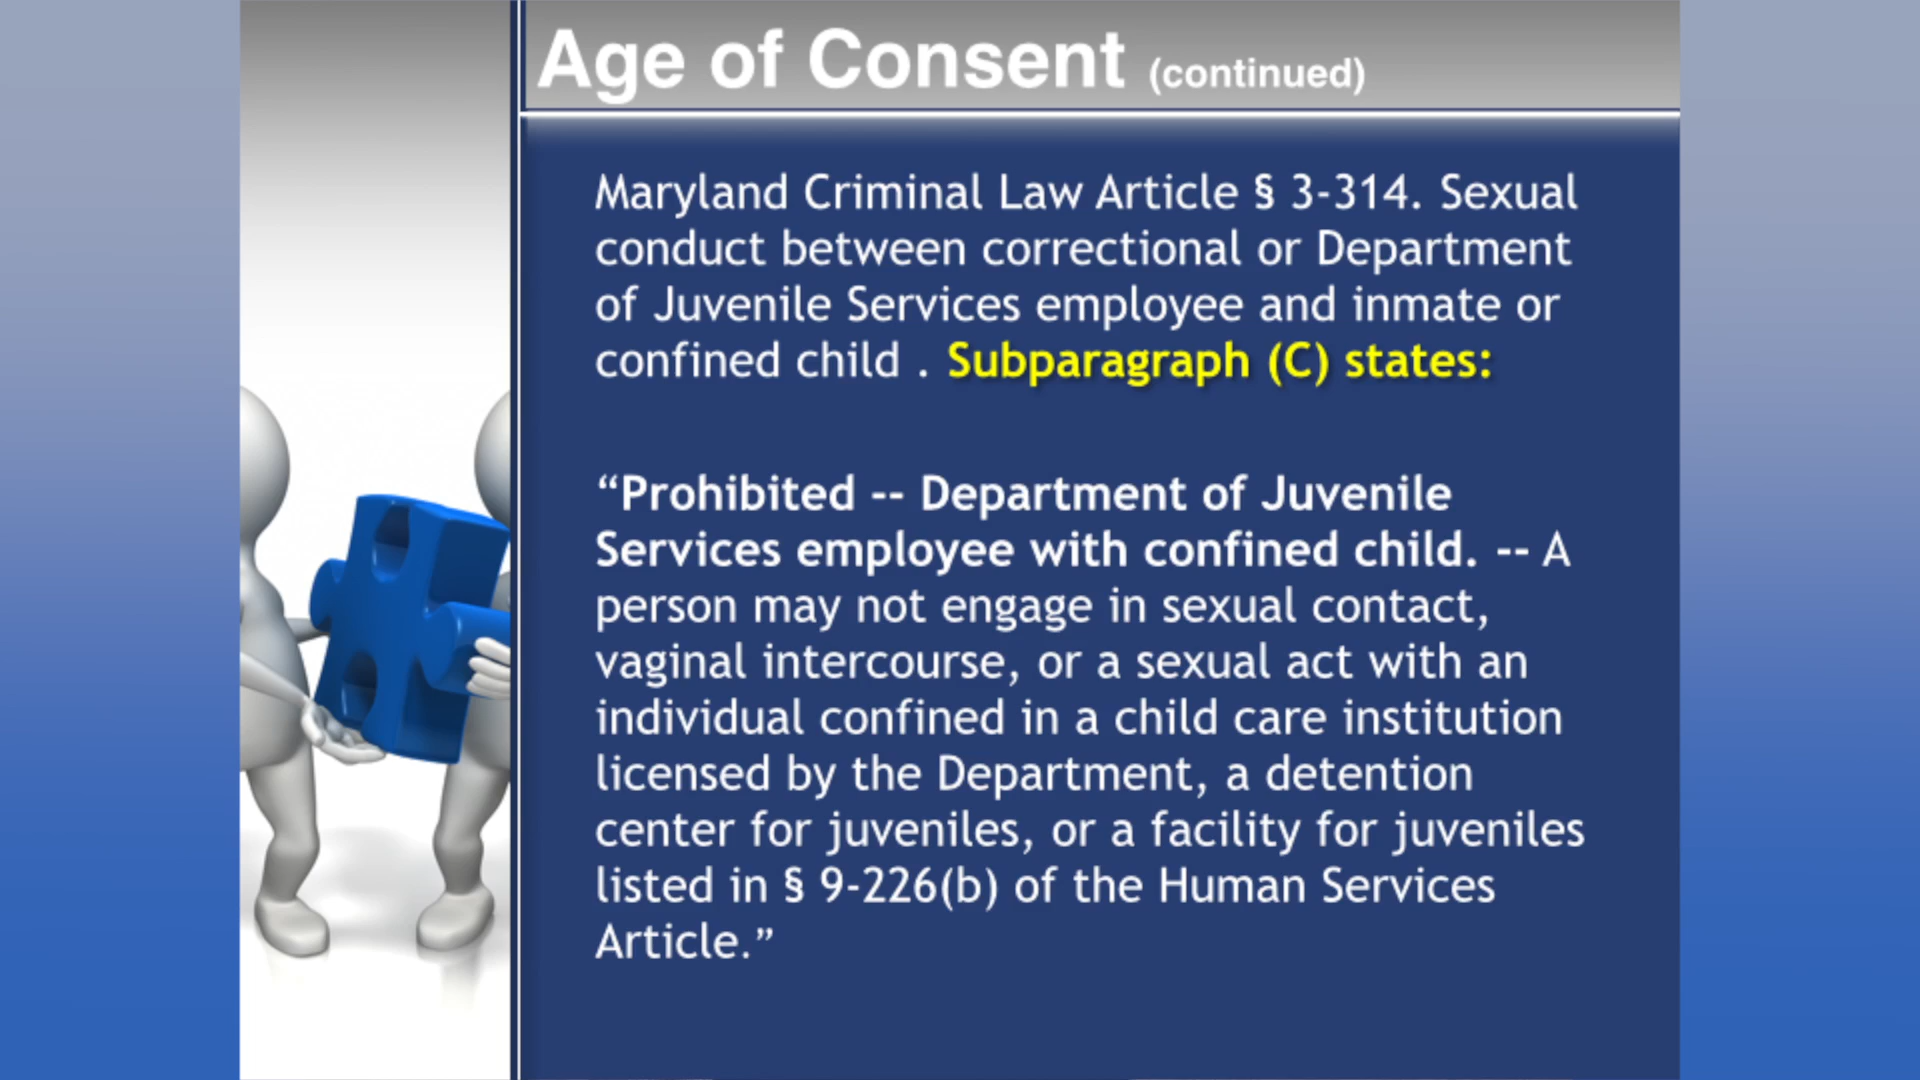 Age of Consent (continued)
Maryland Criminal Law Article § 3-314. Sexual
conduct between correctional or Department
of Juvenile Services employee and inmate or
confined child . Subparagraph (C) states:
“Prohibited -- Department of Juvenile
Services employee with confined child. -- A
person may not engage in sexual contact,
vaginal intercourse, or a sexual act with an
individual confined in a child care institution
licensed by the Department, a detention
center for juveniles, or a facility for juveniles
listed in § 9-226(b) of the Human Services
Article.”